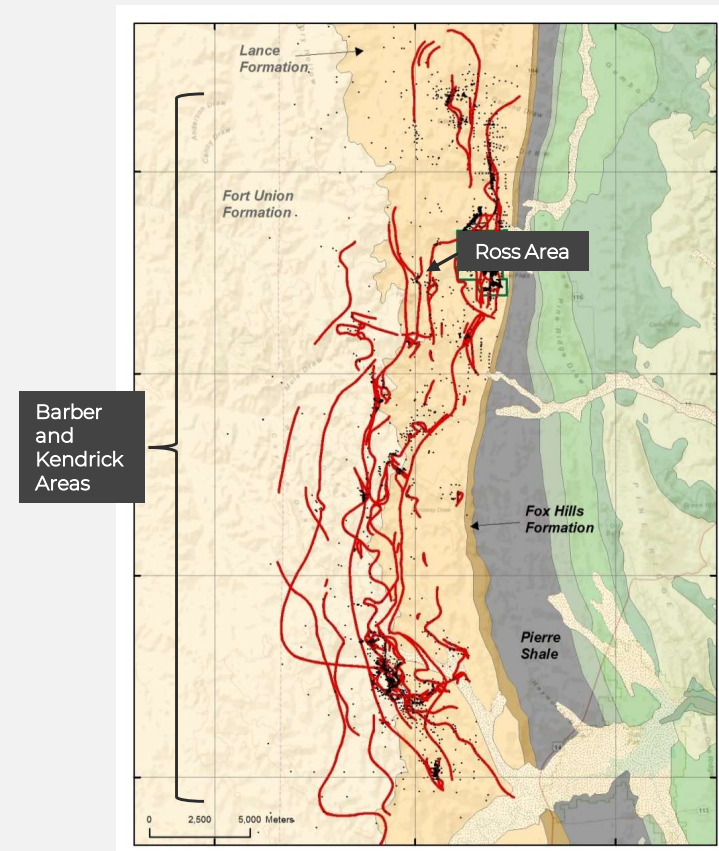 Lance
Formation
Fort Union
Formation
Ross Area
Barber
and
Kendrick
Areas
Fox Hills
Formation
Pierre
Shale
0 2,500 5,000 Meters